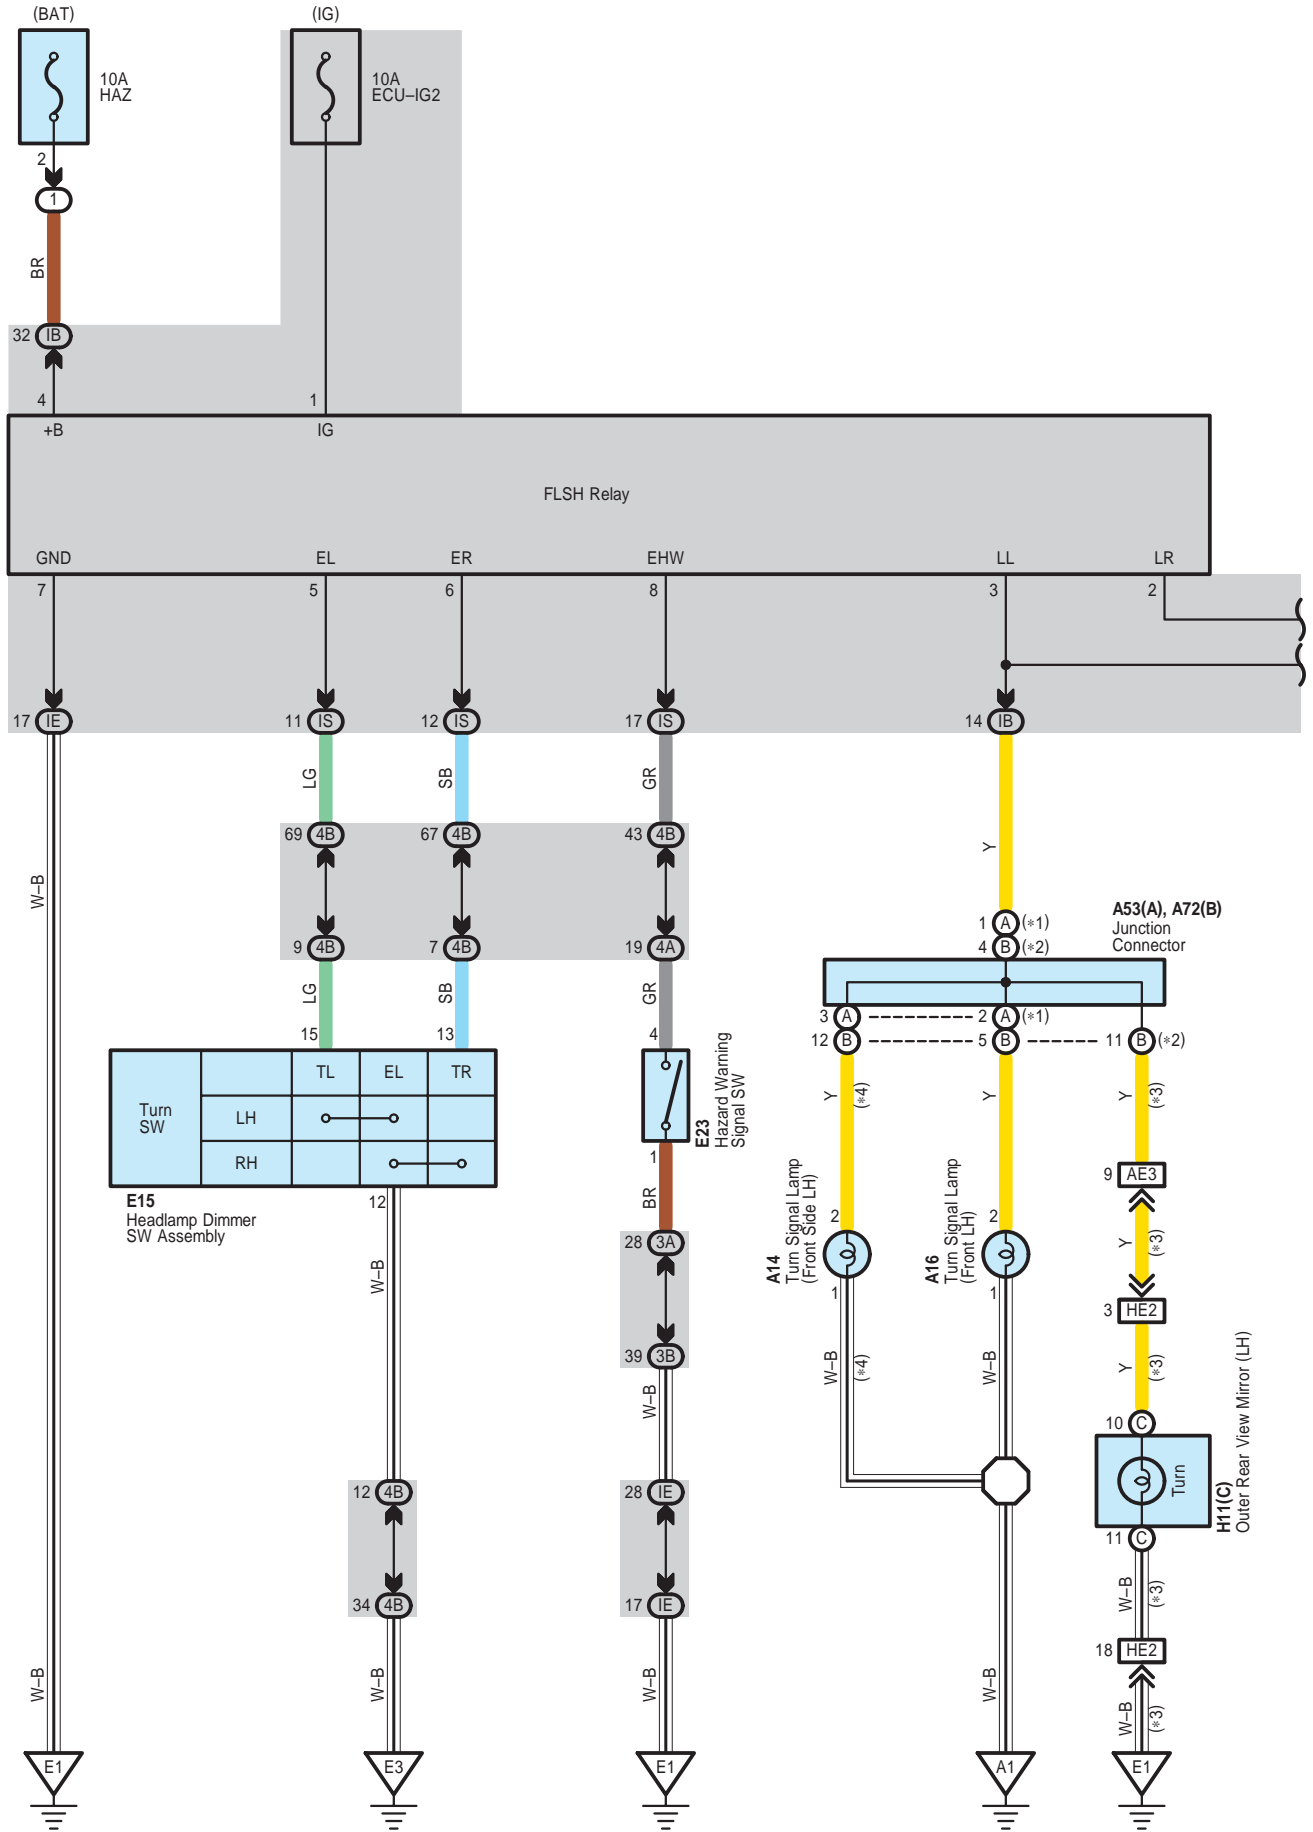 (BAT)
(IG)
10A
HAZ
10A
ECU–IG2
2
1
BR
32 IB
4
1
+B
IG
FLSH Relay
GND
EL
ER
EHW
LL
LR
7
5
6
8
3
2
17 IE
11 IS
12 IS
17 IS
14 IB
LG
SB
GR
W–B
Y
69 4B
67 4B
43 4B
9 4B
7 4B
19 4A
1 A (*1)
4 B (*2)
A53(A), A72(B)
Junction
Connector
LG
SB
GR
3 A
2 A (*1)
12 B
5 B
11 B (*2)
15
13
4
Turn
SW
TL
EL
TR
LH
RH
E15
Headlamp Dimmer
SW Assembly
12
E23
Hazard Warning
Signal SW
1
BR
Y
(*4)
Y
Y
(*3)
9 AE3
A14
Turn Signal Lamp
(Front Side LH)
2
A16
Turn Signal Lamp
(Front LH)
2
1
1
Y
(*3)
3 HE2
28 3A
39 3B
W–B
W–B
W–B
(*4)
W–B
Y
(*3)
10 C
Turn
H11(C)
Outer Rear View Mirror (LH)
11 C
12 4B
28 IE
34 4B
17 IE
W–B
(*3)
18 HE2
W–B
W–B
W–B
W–B
W–B
(*3)
E1
E3
E1
A1
E1